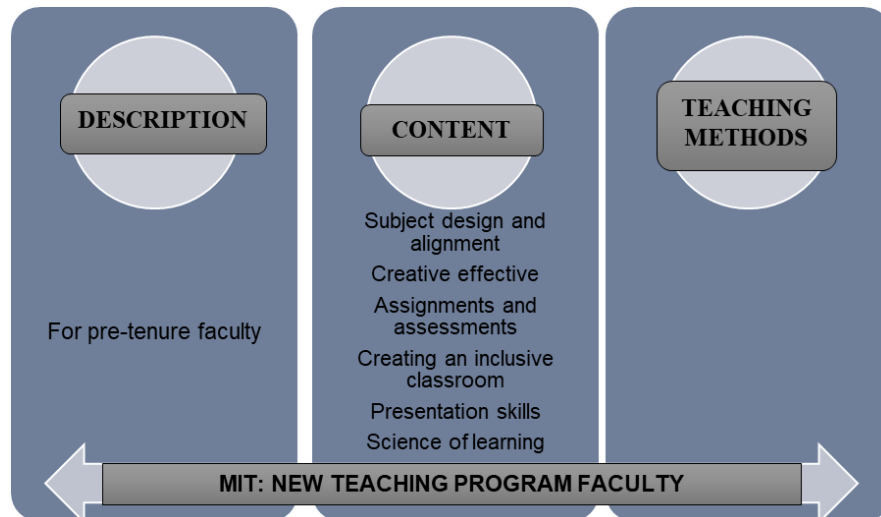 DESCRIPTION
For pre-tenure faculty
CONTENT
Subject design and
alignment
Creative effective
Assignments and
assessments
Creating an inclusive
classroom
Presentation skills
Science of learning
TEACHING
METHODS
MIT: NEW TEACHING PROGRAM FACULTY